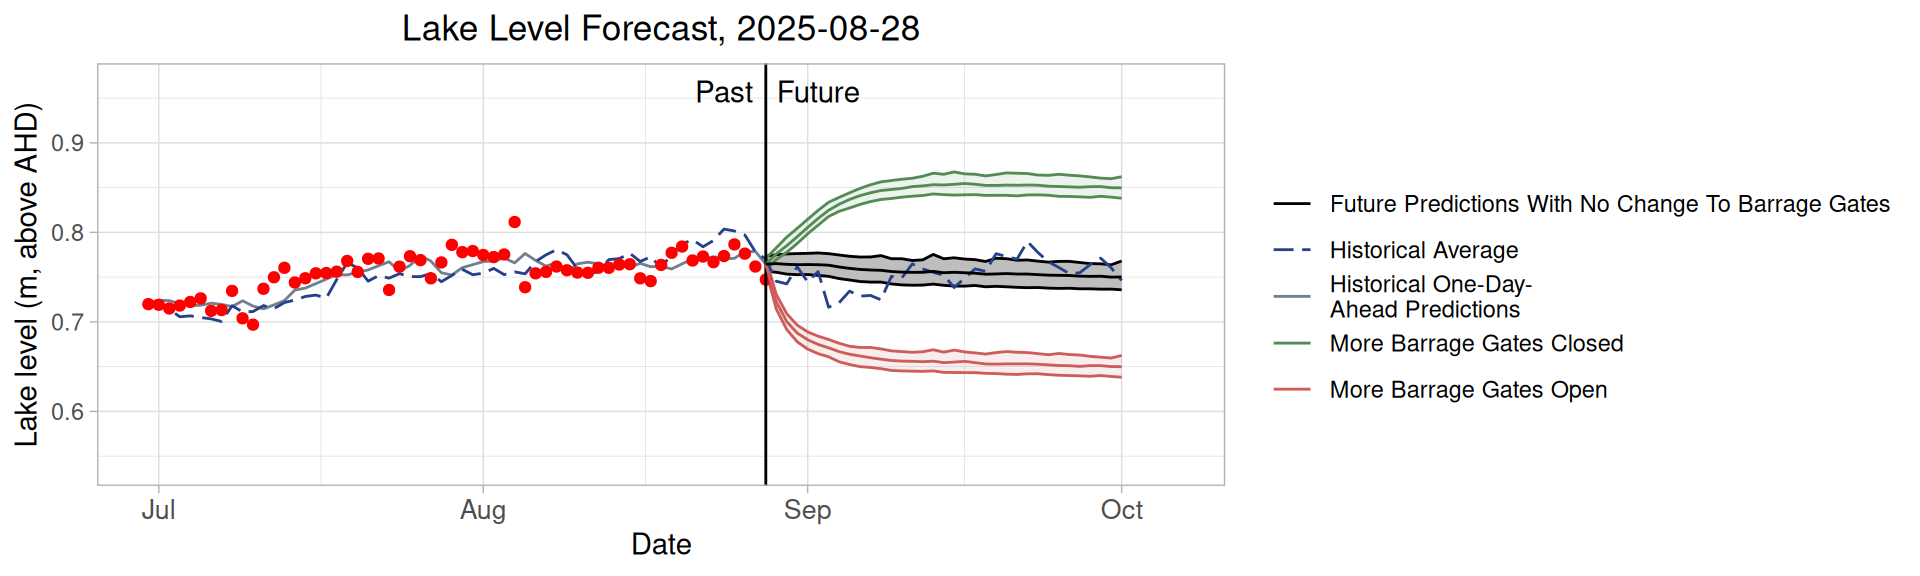 Lake Level Forecast, 2025-08-28
Past
Future
Lake level (m, above AHD)
0.9
0.8
0.7
0.6
Jul
Aug
Sep
Oct
Date
Future Predictions With No Change To Barrage Gates
Historical Average
Historical One-Day-
Ahead Predictions
More Barrage Gates Closed
More Barrage Gates Open